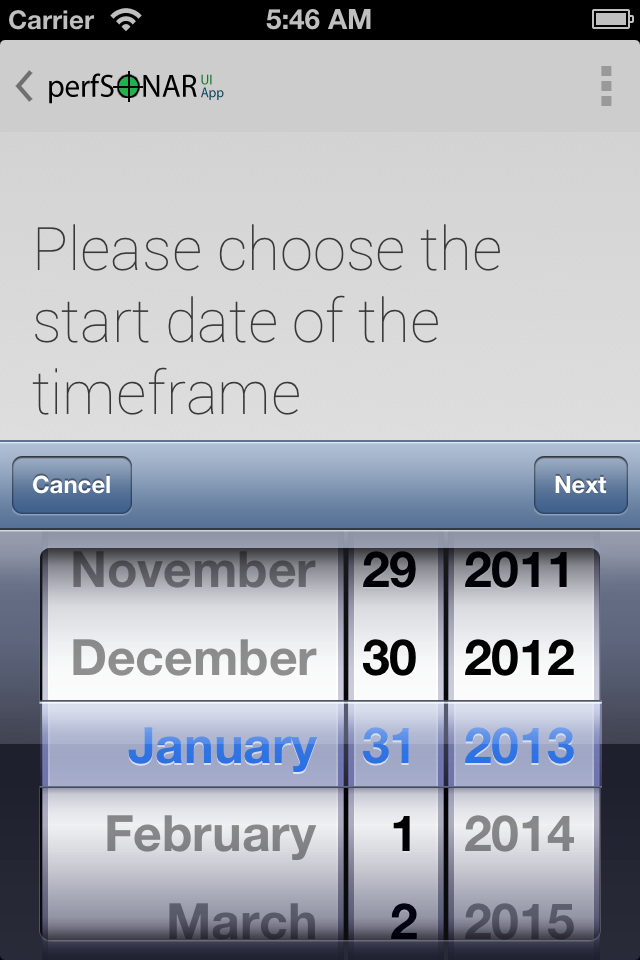 Carrier 5:46 AM
perfSONAR UI App
Please choose the
start date of the
timeframe
Cancel Next
November 29 2011
December 30 2012
January 31 2013
February 1 2014
March 2 2015